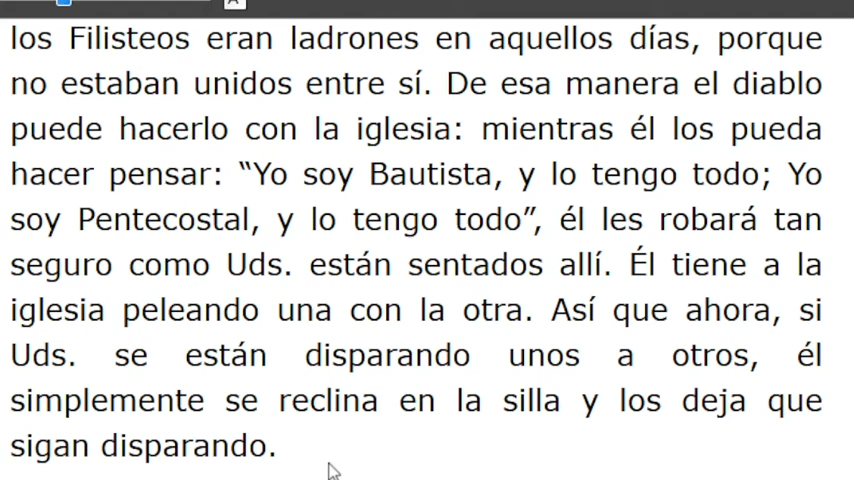 los Filisteos eran ladrones en aquellos días, porque
no estaban unidos entre sí. De esa manera el diablo
puede hacerlo con la iglesia: mientras él los pueda
hacer pensar: “Yo soy Bautista, y lo tengo todo; Yo
soy Pentecostal, y lo tengo todo”, él les robará tan
seguro como Uds. están sentados allí. Él tiene a la
iglesia peleando una con la otra. Así que ahora, si
Uds. se están disparando unos a otros, él
simplemente se reclina en la silla y los deja que
sigan disparando.